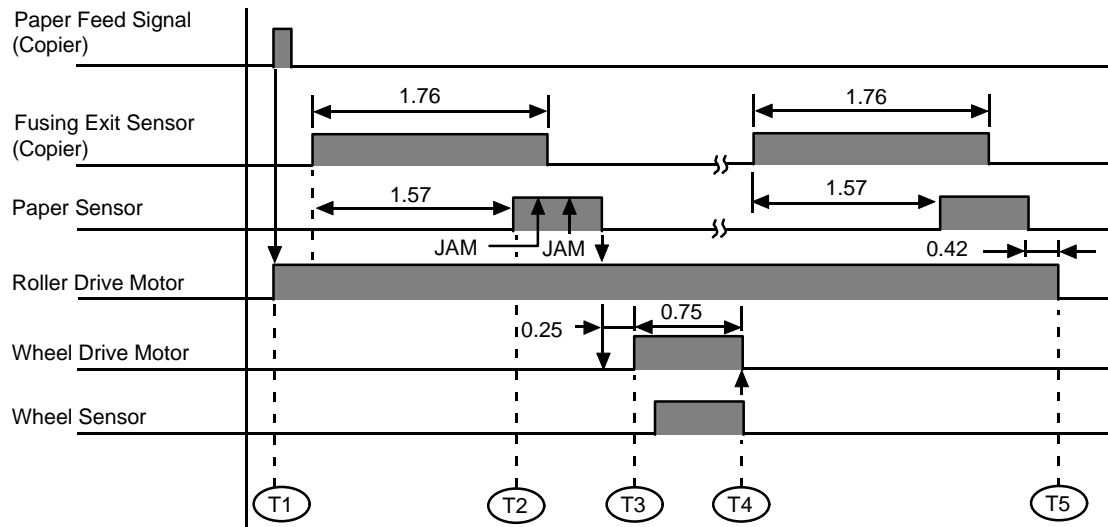 Paper Feed Signal
(Copier)
1.76
1.76
Fusing Exit Sensor
(Copier)
1.57
1.57
Paper Sensor
JAM
JAM
0.42
Roller Drive Motor
0.25
0.75
Wheel Drive Motor
Wheel Sensor
T1
T2
T3
T4
T5